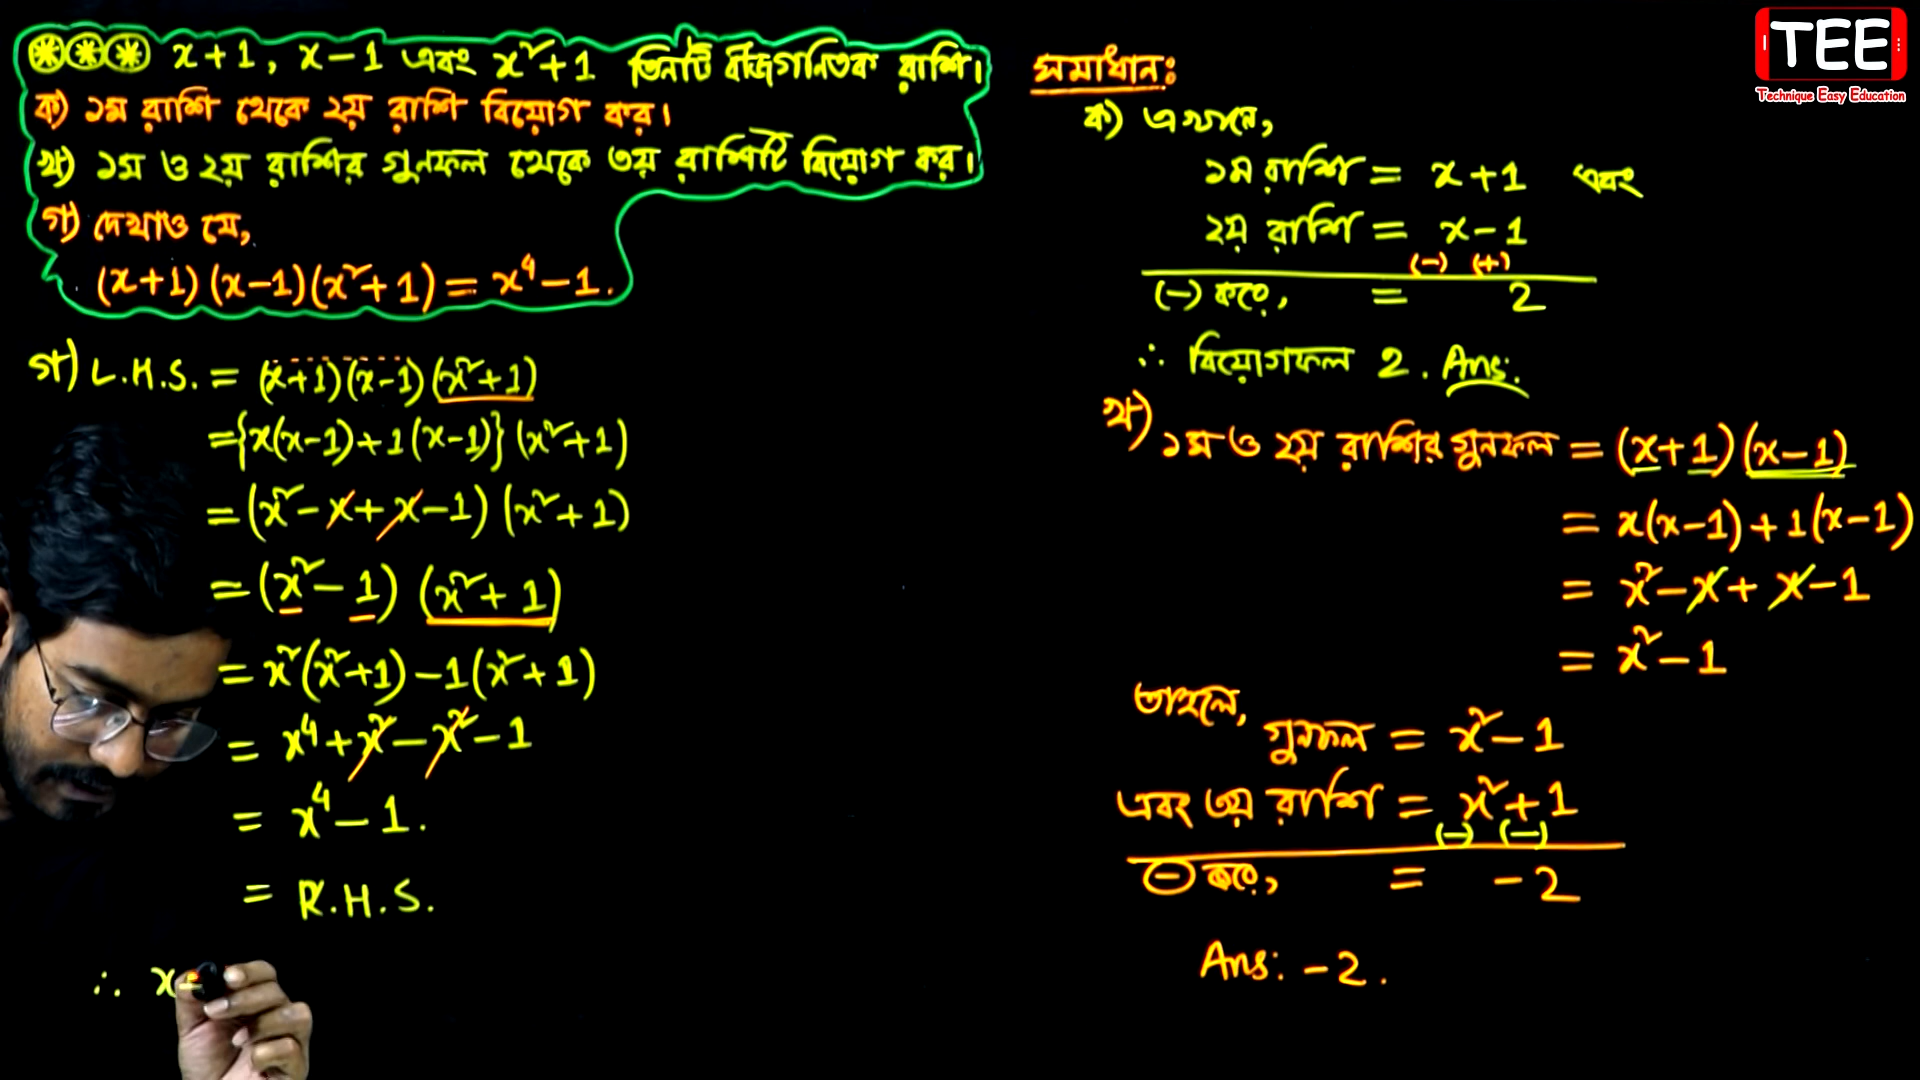 *** x+1, x-1 এবং x²+1 তিনটি বীজগনিতিক রাশি।
ক) ১ম রাশি থেকে ২য় রাশি বিয়োগ কর।
খ) ১ম ও ২য় রাশির গুনফল থেকে ৩য় রাশিটি বিয়োগ কর।
গ) দেখাও যে,
(x+1)(x-1)(x²+1) = x⁴-1.
গ) L.H.S. = (x+1)(x-1)(x²+1)
={x(x-1)+1(x-1)}(x²+1)
=(x²-x+x-1)(x²+1)
=(x²-1)(x²+1)
=x²(x²+1)-1(x²+1)
= x⁴+x²-x²-1
= x⁴-1.
= R.H.S.
∴ x
TEE
Technique Easy Education
সমাধান:
ক) এখানে,
১ম রাশি = x+1 এবং
২য় রাশি = x-1
(-) (+)
(-) করে, = 2
∴ বিয়োগফল 2. Ans:
খ)
১ম ও ২য় রাশির গুনফল = (x+1)(x-1)
= x(x-1)+1(x-1)
= x²-x+x-1
= x²-1
তাহলে,
গুনফল = x²-1
এবং ৩য় রাশি = x²+1
(-) (-)
(-) করে, = -2
Ans: -2.